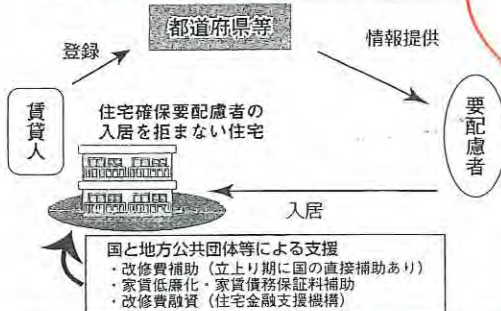 都道府県等
登録
情報提供
賃貸人
住宅確保要配慮者の
入居を拒まない住宅
要配慮者
入居
国と地方公共団体等による支援
・改修費補助（立上り期に国の直接補助あり）
・家賃低廉化・家賃債務保証料補助
・改修費融資（住宅金融支援機構）